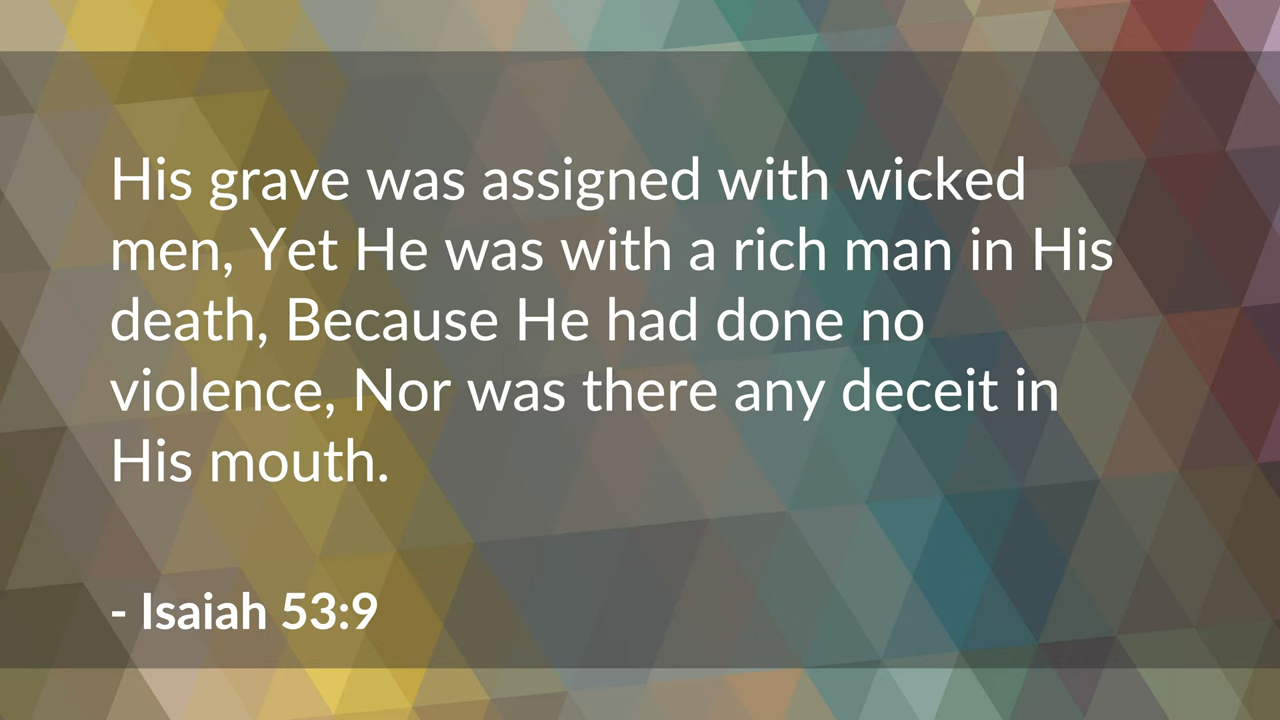 His grave was assigned with wicked
men, Yet He was with a rich man in His
death, Because He had done no
violence, Nor was there any deceit in
His mouth.
- Isaiah 53:9